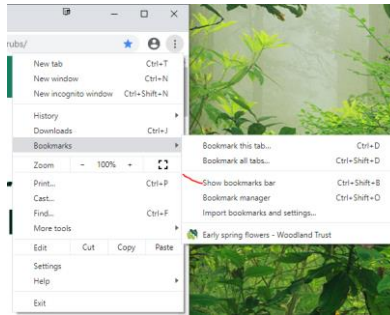 rubs/
New tab Ctrl+T
New window Ctrl+N
New incognito window Ctrl+Shift+N
History
Downloads Ctrl+J
Bookmarks
Bookmark this tab... Ctrl+D
Bookmark all tabs... Ctrl+Shift+D
Show bookmarks bar Ctrl+Shift+B
Bookmark manager Ctrl+Shift+O
Import bookmarks and settings...
Early spring flowers - Woodland Trust
Zoom - 100% +
Print... Ctrl+P
Cast...
Find... Ctrl+F
More tools
Edit Cut Copy Paste
Settings
Help
Exit